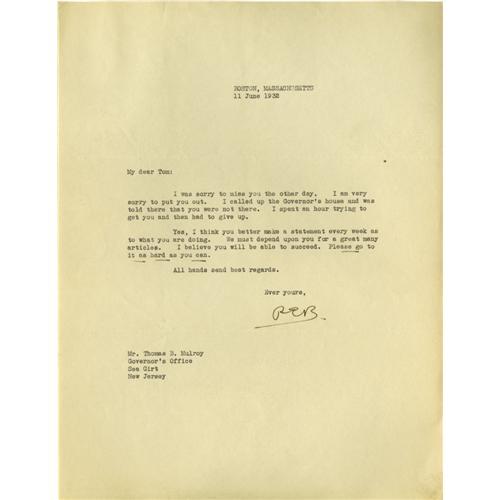 BOSTON, MASSACHUSETTS
11 June 1932
My dear Tom:
I was sorry to miss you the other day. I am very
sorry to put you out. I called up the Governor's house and was
told there that you were not there. I spent an hour trying to
get you and then had to give up.
Yes, I think you better make a statement every week as
to what you are doing. We must depend upon you for a great many
articles. I believe you will be able to succeed. Please go to
it as hard as you can.
All hands send best regards.
Ever yours,
REB.
Mr. Thomas B. Mulroy
Governor's Office
Sea Girt
New Jersey